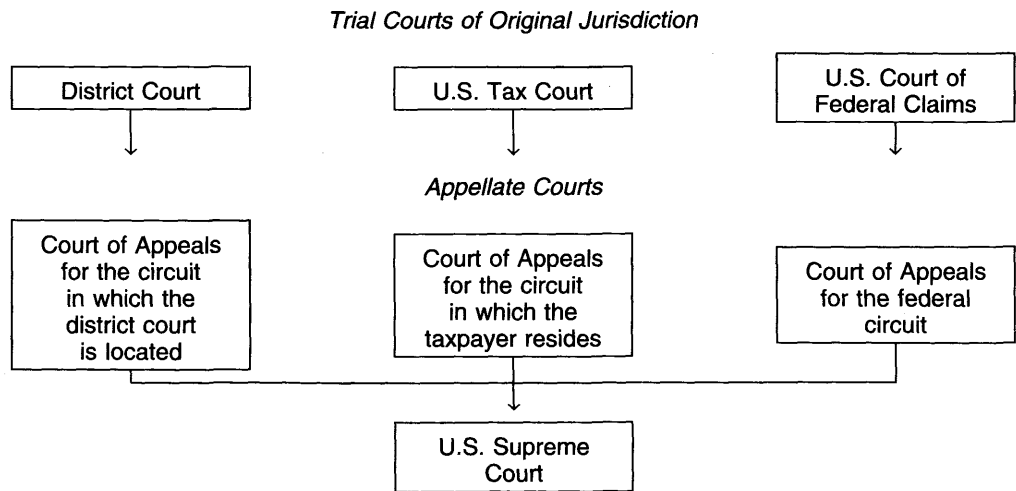 Trial Courts of Original Jurisdiction
District Court
U.S. Tax Court
U.S. Court of
Federal Claims
Appellate Courts
Court of Appeals
for the circuit
in which the
district court
is located
Court of Appeals
for the circuit
in which the
taxpayer resides
Court of Appeals
for the federal
circuit
U.S. Supreme
Court